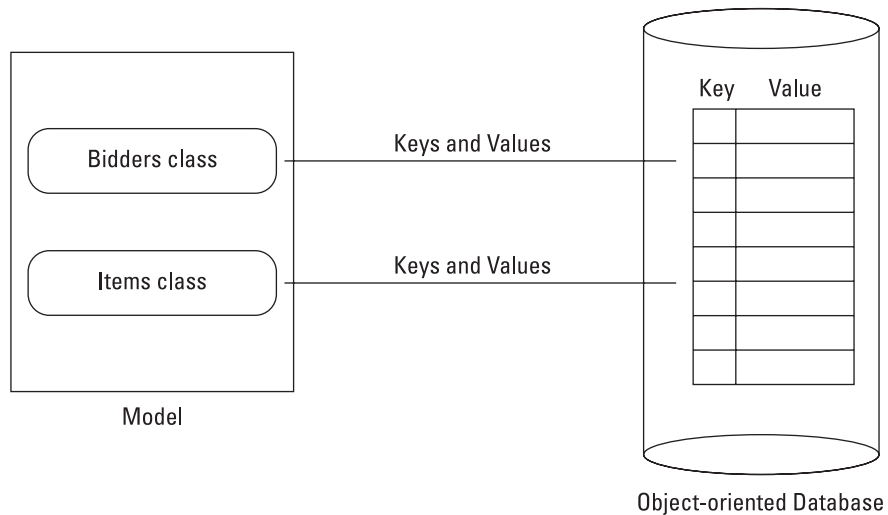 Key Value
Bidders class
Keys and Values
Items class
Keys and Values
Model
Object-oriented Database